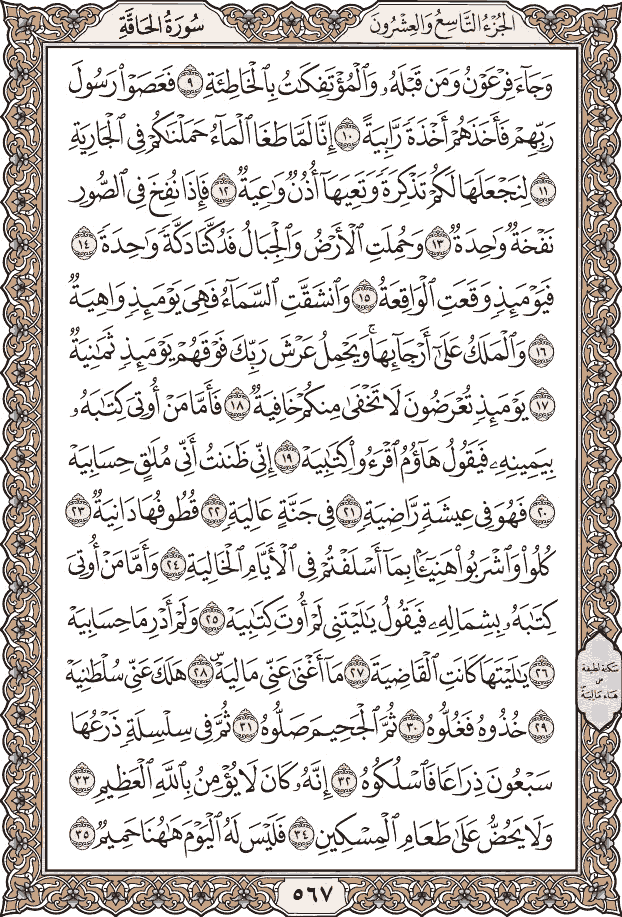 سُورَةُ الحَاقَّةِ
الجُزْءُ التَّاسِعُ وَالعِشْرُونَ
وَجَآءَ فِرْعَوْنُ وَمَن قَبْلَهُۥ وَٱلْمُؤْتَفِكَٰتُ بِٱلْخَاطِئَةِ ٩ فَعَصَوْا۟ رَسُولَ
رَبِّهِمْ فَأَخَذَهُمْ أَخْذَةً رَّابِيَةً ١٠ إِنَّا لَمَّا طَغَا ٱلْمَآءُ حَمَلْنَٰكُمْ فِى ٱلْجَارِيَةِ
١١ لِنَجْعَلَهَا لَكُمْ تَذْكِرَةً وَتَعِيَهَآ أُذُنٌ وَٰعِيَةٌ ١٢ فَإِذَا نُفِخَ فِى ٱلصُّورِ
نَفْخَةٌ وَٰحِدَةٌ ١٣ وَحُمِلَتِ ٱلْأَرْضُ وَٱلْجِبَالُ فَدُكَّتَا دَكَّةً وَٰحِدَةً ١٤
فَيَوْمَئِذٍ وَقَعَتِ ٱلْوَاقِعَةُ ١٥ وَٱنشَقَّتِ ٱلسَّمَآءُ فَهِىَ يَوْمَئِذٍ وَاهِيَةٌ
١٦ وَٱلْمَلَكُ عَلَىٰٓ أَرْجَآئِهَا ۚ وَيَحْمِلُ عَرْشَ رَبِّكَ فَوْقَهُمْ يَوْمَئِذٍ ثَمَٰنِيَةٌ
١٧ يَوْمَئِذٍ تُعْرَضُونَ لَا تَخْفَىٰ مِنكُمْ خَافِيَةٌ ١٨ فَأَمَّا مَنْ أُوتِىَ كِتَٰبَهُۥ
بِيَمِينِهِۦ فَيَقُولُ هَآؤُمُ ٱقْرَءُوا۟ كِتَٰبِيَهْ ١٩ إِنِّى ظَنَنتُ أَنِّى مُلَٰقٍ حِسَابِيَهْ
٢٠ فَهُوَ فِى عِيشَةٍ رَّاضِيَةٍ ٢١ فِى جَنَّةٍ عَالِيَةٍ ٢٢ قُطُوفُهَا دَانِيَةٌ ٢٣
كُلُوا۟ وَٱشْرَبُوا۟ هَنِيٓـًٔۢا بِمَآ أَسْلَفْتُمْ فِى ٱلْأَيَّامِ ٱلْخَالِيَةِ ٢٤ وَأَمَّا مَنْ أُوتِىَ
كِتَٰبَهُۥ بِشِمَالِهِۦ فَيَقُولُ يَٰلَيْتَنِى لَمْ أُوتَ كِتَٰبِيَهْ ٢٥ وَلَمْ أَدْرِ مَا حِسَابِيَهْ
٢٦ يَٰلَيْتَهَا كَانَتِ ٱلْقَاضِيَةَ ٢٧ مَآ أَغْنَىٰ عَنِّى مَالِيَهْ ۜ ٢٨ هَلَكَ عَنِّى سُلْطَٰنِيَهْ
٢٩ خُذُوهُ فَغُلُّوهُ ٣٠ ثُمَّ ٱلْجَحِيمَ صَلُّوهُ ٣١ ثُمَّ فِى سِلْسِلَةٍ ذَرْعُهَا
سَبْعُونَ ذِرَاعًا فَٱسْلُكُوهُ ٣٢ إِنَّهُۥ كَانَ لَا يُؤْمِنُ بِٱللَّهِ ٱلْعَظِيمِ ٣٣
وَلَا يَحُضُّ عَلَىٰ طَعَامِ ٱلْمِسْكِينِ ٣٤ فَلَيْسَ لَهُ ٱلْيَوْمَ هَٰهُنَا حَمِيمٌ ٣٥
سكتة لطيفة
على
هاء مالية
٥٦٧